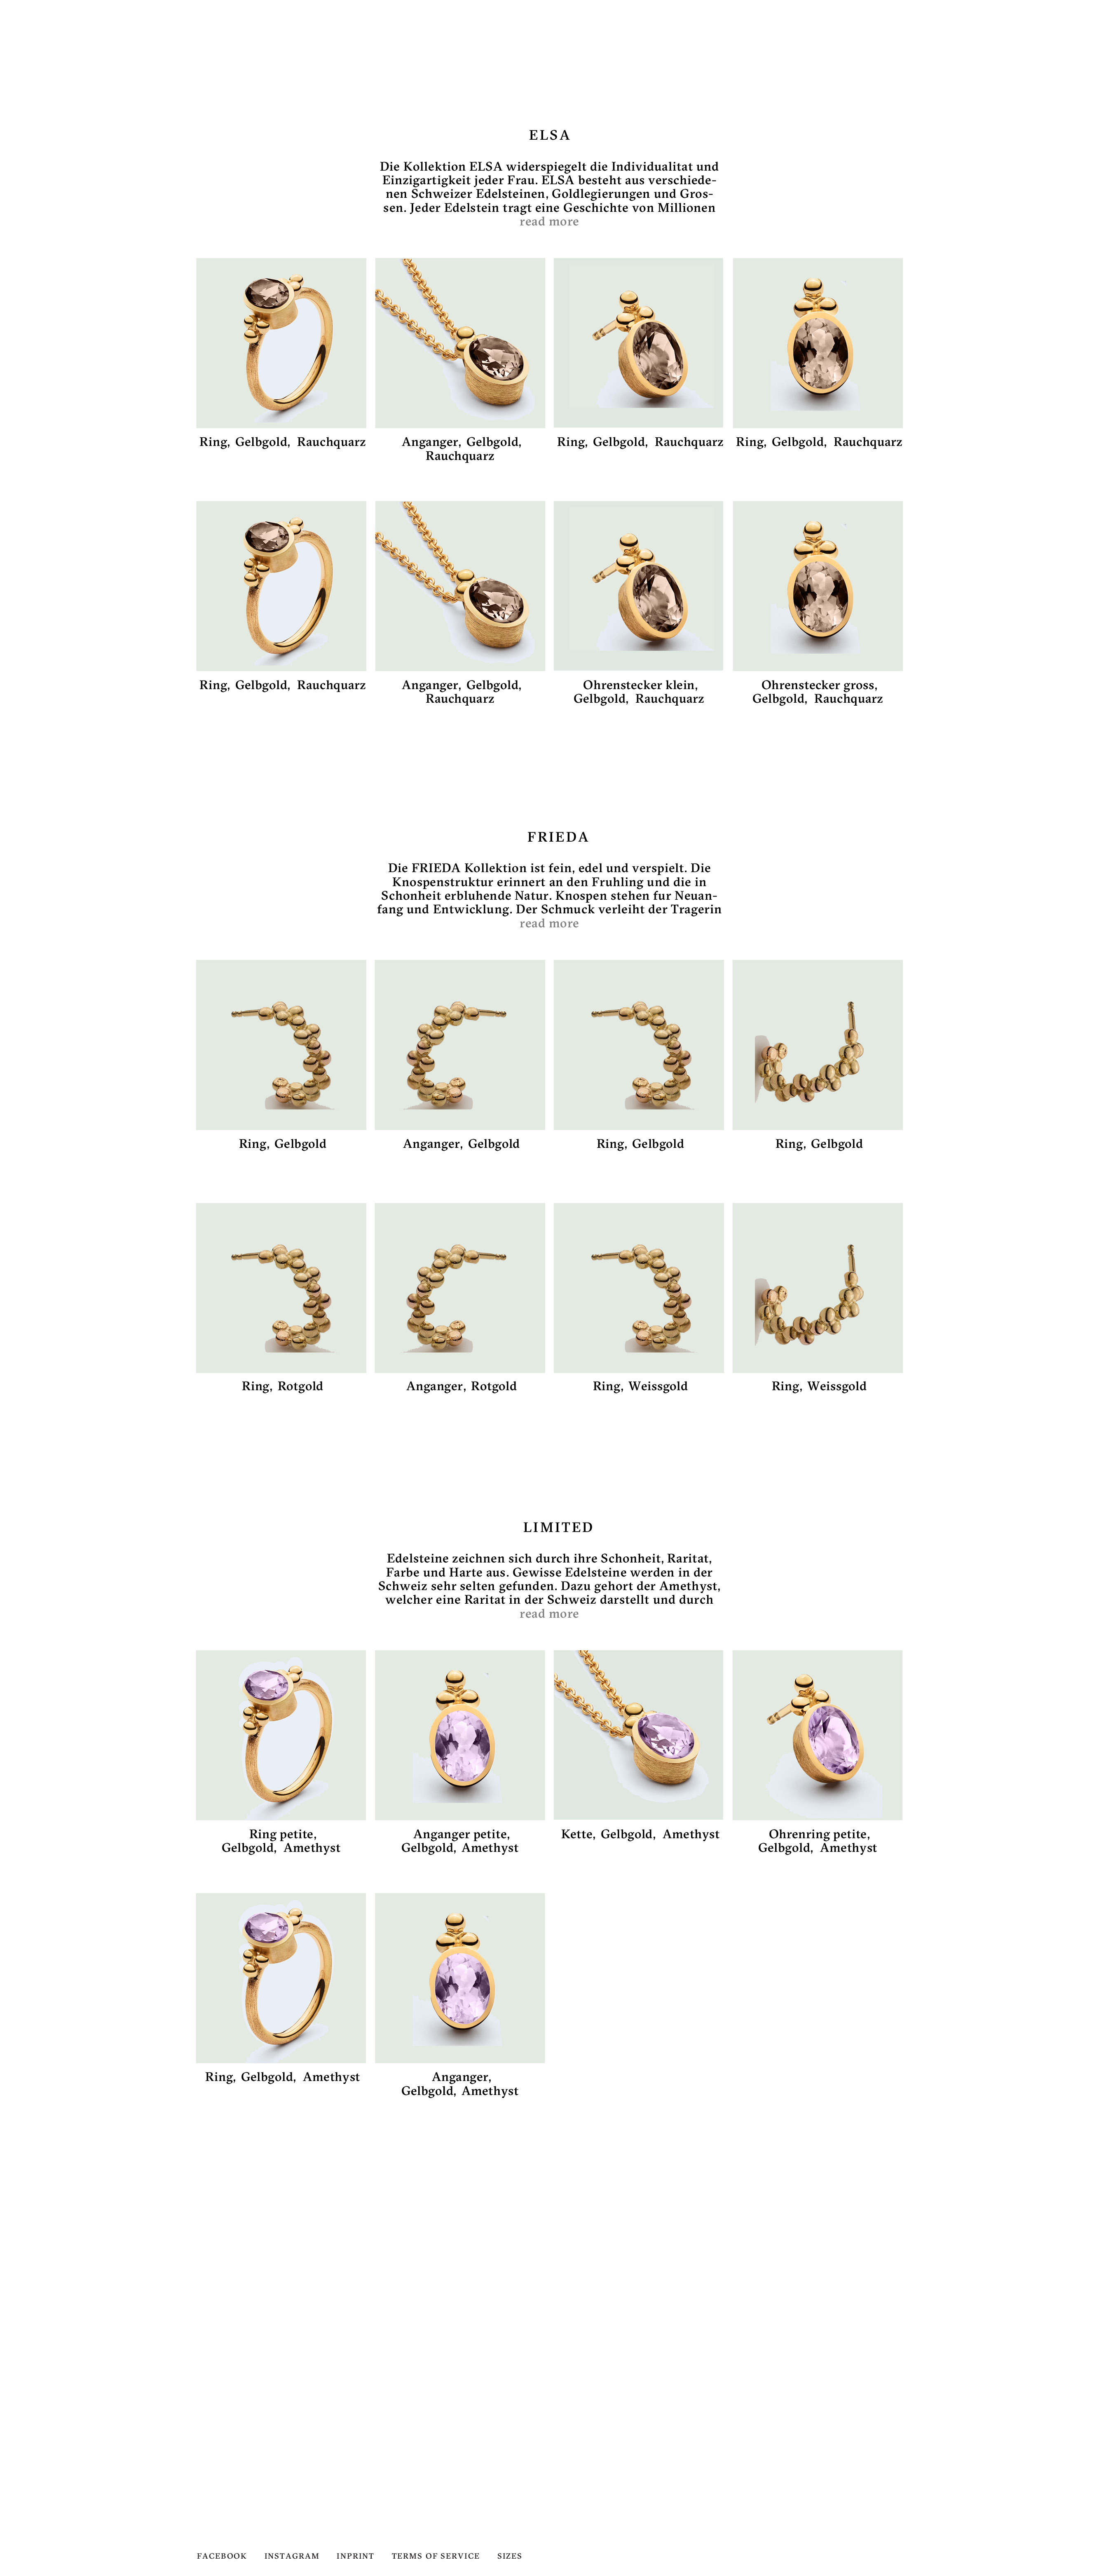 ELSA
Die Kollektion ELSA widerspiegelt die Individualitat und
Einzigartigkeit jeder Frau. ELSA besteht aus verschiede-
nen Schweizer Edelsteinen, Goldlegierungen und Gros-
sen. Jeder Edelstein tragt eine Geschichte von Millionen
read more
Ring, Gelbgold, Rauchquarz
Anganger, Gelbgold,
Rauchquarz
Ring, Gelbgold, Rauchquarz
Ring, Gelbgold, Rauchquarz
Ring, Gelbgold, Rauchquarz
Anganger, Gelbgold,
Rauchquarz
Ohrenstecker klein,
Gelbgold, Rauchquarz
Ohrenstecker gross,
Gelbgold, Rauchquarz
FRIEDA
Die FRIEDA Kollektion ist fein, edel und verspielt. Die
Knospenstruktur erinnert an den Fruhling und die in
Schonheit erbluhende Natur. Knospen stehen fur Neuan-
fang und Entwicklung. Der Schmuck verleiht der Tragerin
read more
Ring, Gelbgold
Anganger, Gelbgold
Ring, Gelbgold
Ring, Gelbgold
Ring, Rotgold
Anganger, Rotgold
Ring, Weissgold
Ring, Weissgold
LIMITED
Edelsteine zeichnen sich durch ihre Schonheit, Raritat,
Farbe und Harte aus. Gewisse Edelsteine werden in der
Schweiz sehr selten gefunden. Dazu gehort der Amethyst,
welcher eine Raritat in der Schweiz darstellt und durch
read more
Ring petite,
Gelbgold, Amethyst
Anganger petite,
Gelbgold, Amethyst
Kette, Gelbgold, Amethyst
Ohrenring petite,
Gelbgold, Amethyst
Ring, Gelbgold, Amethyst
Anganger,
Gelbgold, Amethyst
FACEBOOK INSTAGRAM INPRINT TERMS OF SERVICE SIZES